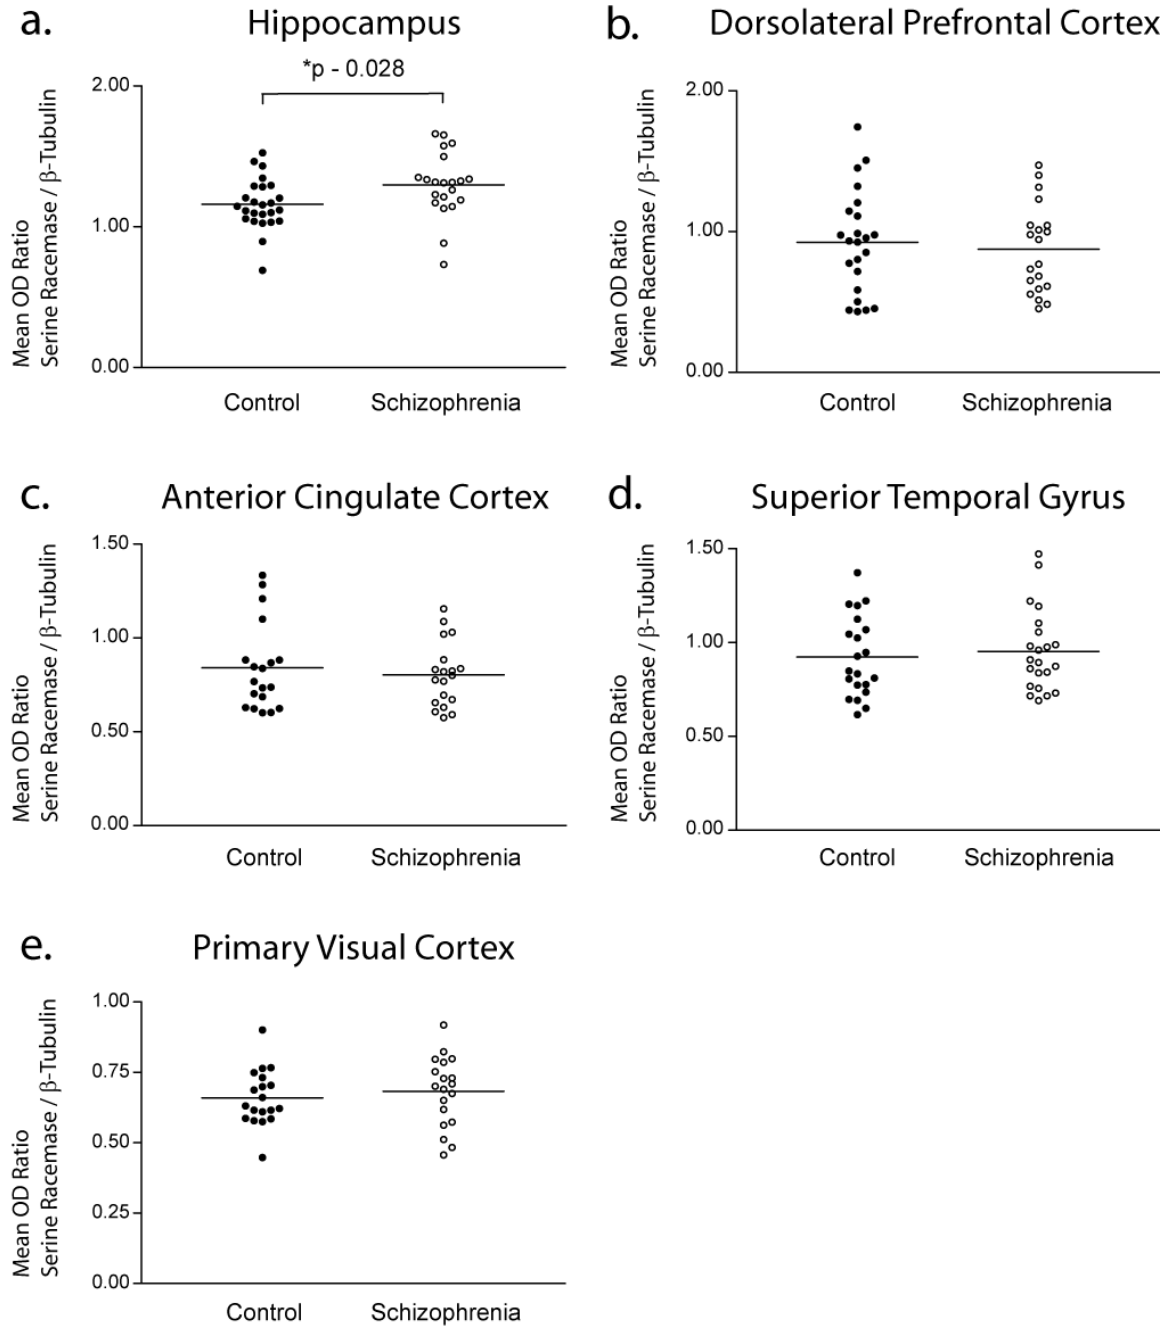 a.
Hippocampus
*p - 0.028
2.00
1.00
0.00
Mean OD Ratio
Serine Racemase / β-Tubulin
Control
Schizophrenia
b.
Dorsolateral Prefrontal Cortex
2.00
1.00
0.00
Mean OD Ratio
Serine Racemase / β-Tubulin
Control
Schizophrenia
c.
Anterior Cingulate Cortex
1.50
1.00
0.50
0.00
Mean OD Ratio
Serine Racemase / β-Tubulin
Control
Schizophrenia
d.
Superior Temporal Gyrus
1.50
1.00
0.50
0.00
Mean OD Ratio
Serine Racemase / β-Tubulin
Control
Schizophrenia
e.
Primary Visual Cortex
1.00
0.75
0.50
0.25
0.00
Mean OD Ratio
Serine Racemase / β-Tubulin
Control
Schizophrenia